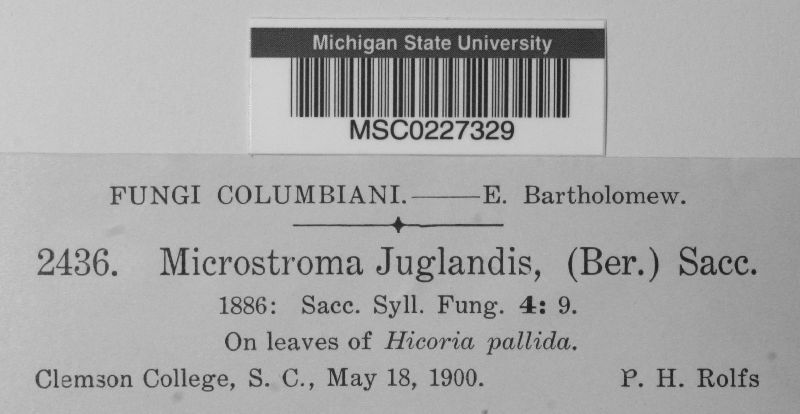 Michigan State University
MSC0227329
FUNGI COLUMBIANI.——E. Bartholomew.
2436. Microstroma Juglandis, (Ber.) Sacc.
1886: Sacc. Syll. Fung. 4: 9.
On leaves of Hicoria pallida.
Clemson College, S. C., May 18, 1900. P. H. Rolfs